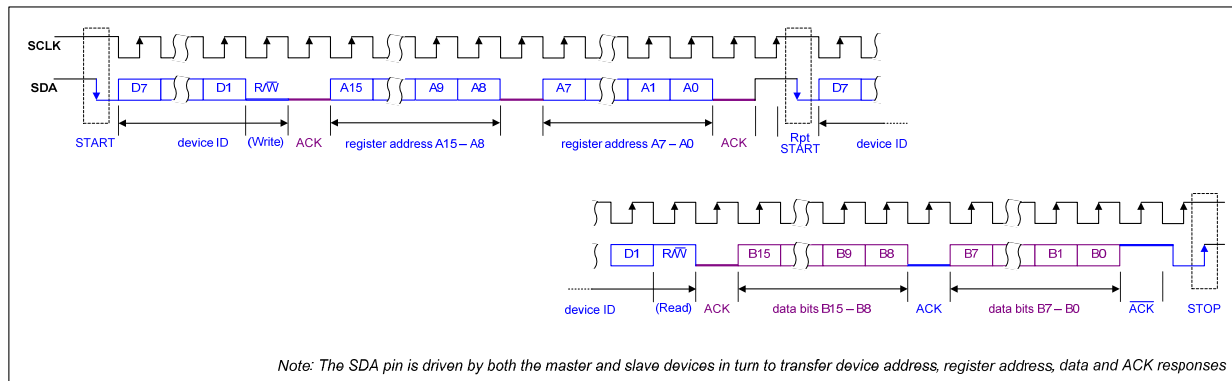 SCLK
SDA
D7 D1 R/W A15 A9 A8 A7 A1 A0 D7
START device ID (Write) ACK register address A15 – A8 register address A7 – A0 ACK Rpt START device ID
D1 R/W B15 B9 B8 B7 B1 B0
device ID (Read) ACK data bits B15 – B8 ACK data bits B7 – B0 ACK STOP
Note: The SDA pin is driven by both the master and slave devices in turn to transfer device address, register address, data and ACK responses